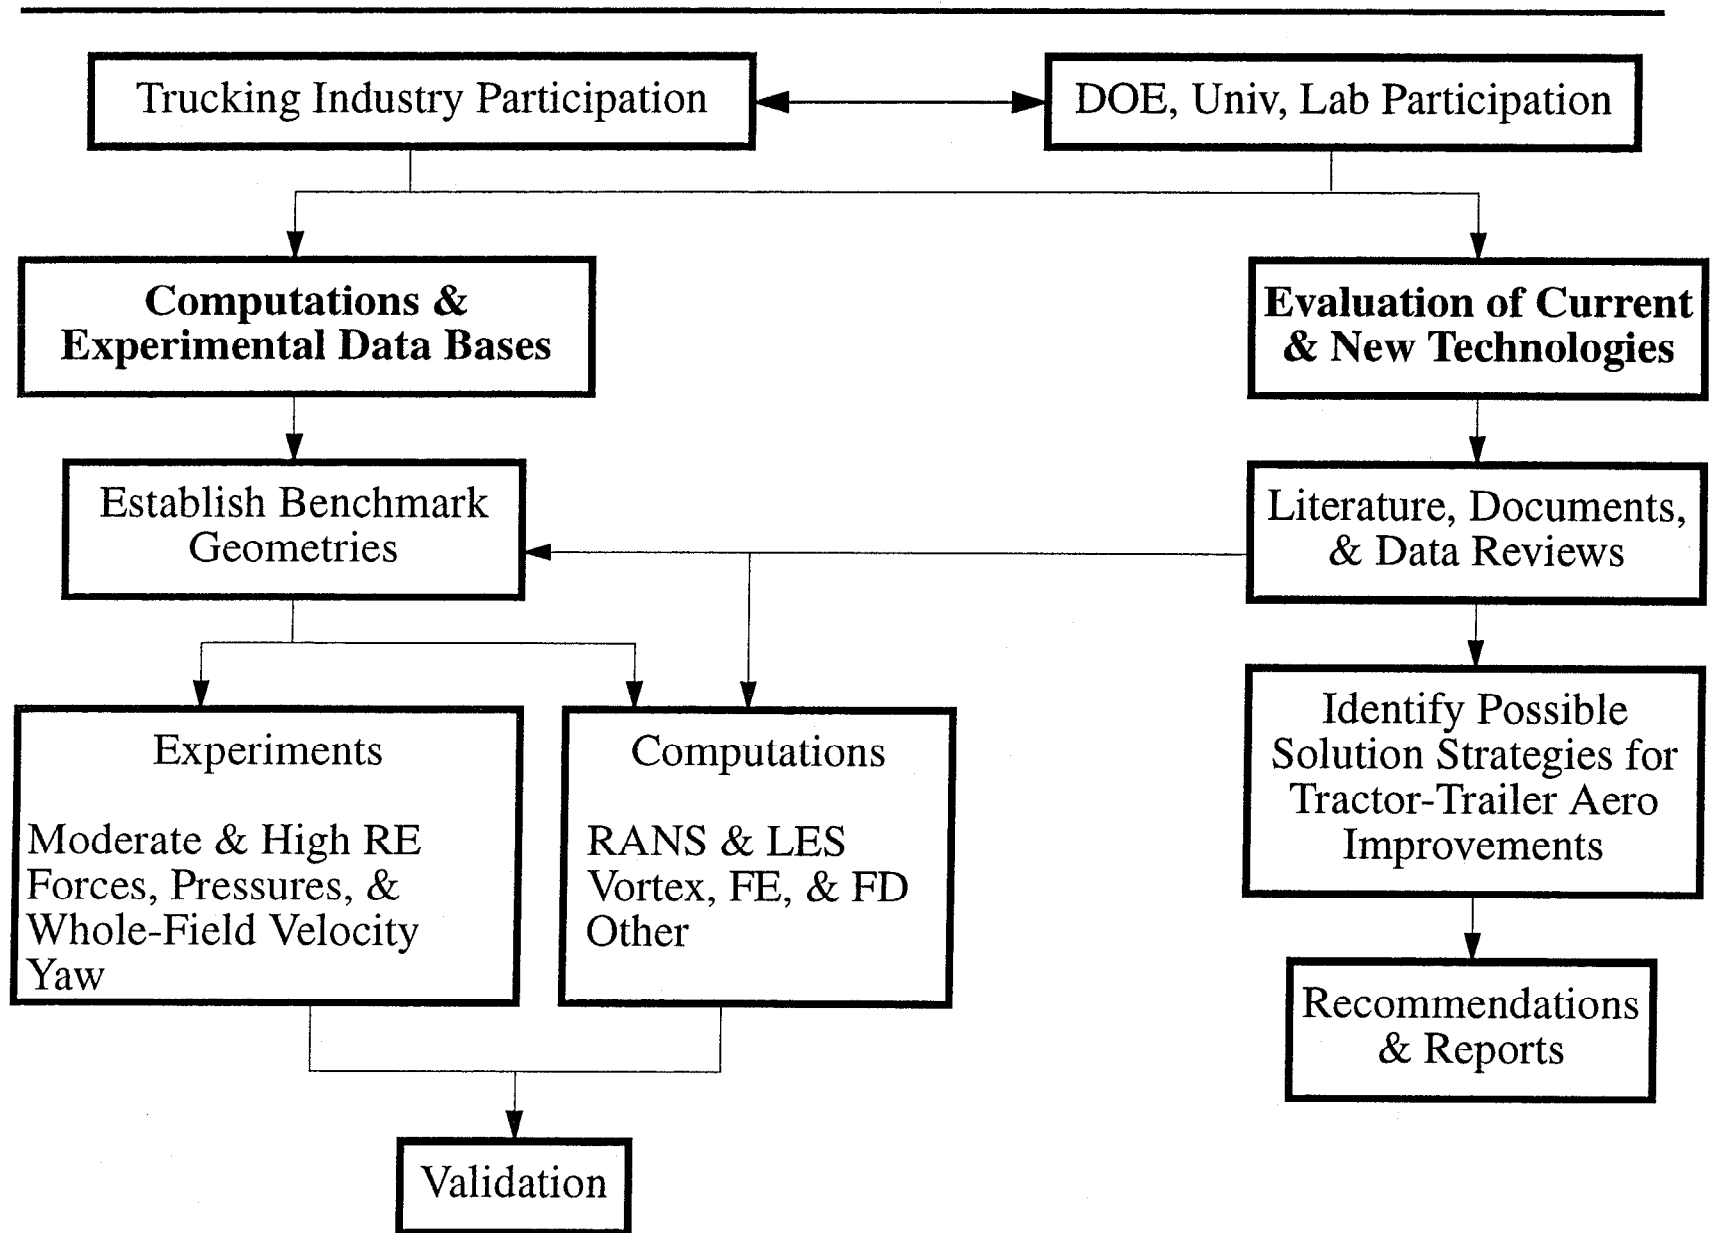 Trucking Industry Participation
DOE, Univ, Lab Participation
Computations &
Experimental Data Bases
Evaluation of Current
& New Technologies
Establish Benchmark
Geometries
Literature, Documents,
& Data Reviews
Experiments
Moderate & High RE
Forces, Pressures, &
Whole-Field Velocity
Yaw
Computations
RANS & LES
Vortex, FE, & FD
Other
Identify Possible
Solution Strategies for
Tractor-Trailer Aero
Improvements
Recommendations
& Reports
Validation